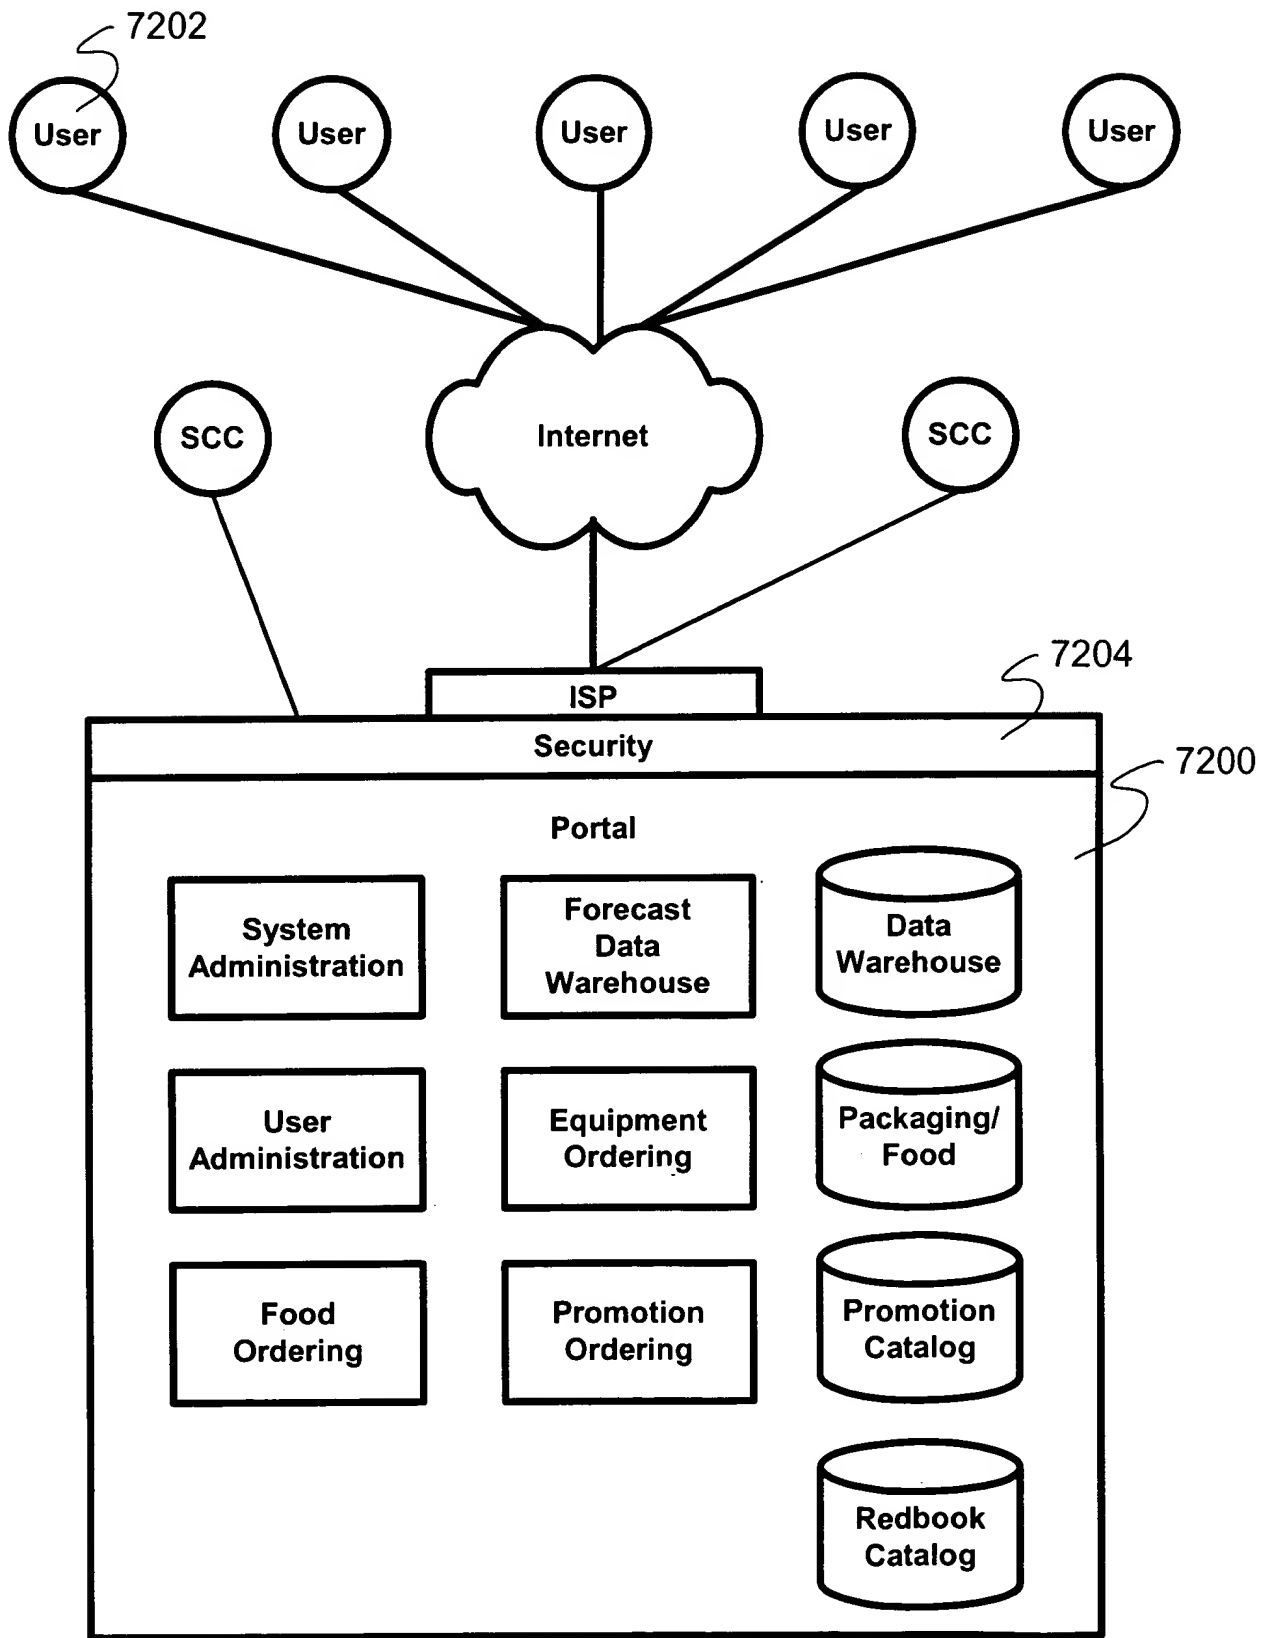 7202
User
User
User
User
User
SCC
Internet
SCC
ISP
7204
Security
7200
Portal
System
Administration
Forecast
Data
Warehouse
Data
Warehouse
User
Administration
Equipment
Ordering
Packaging/
Food
Food
Ordering
Promotion
Ordering
Promotion
Catalog
Redbook
Catalog